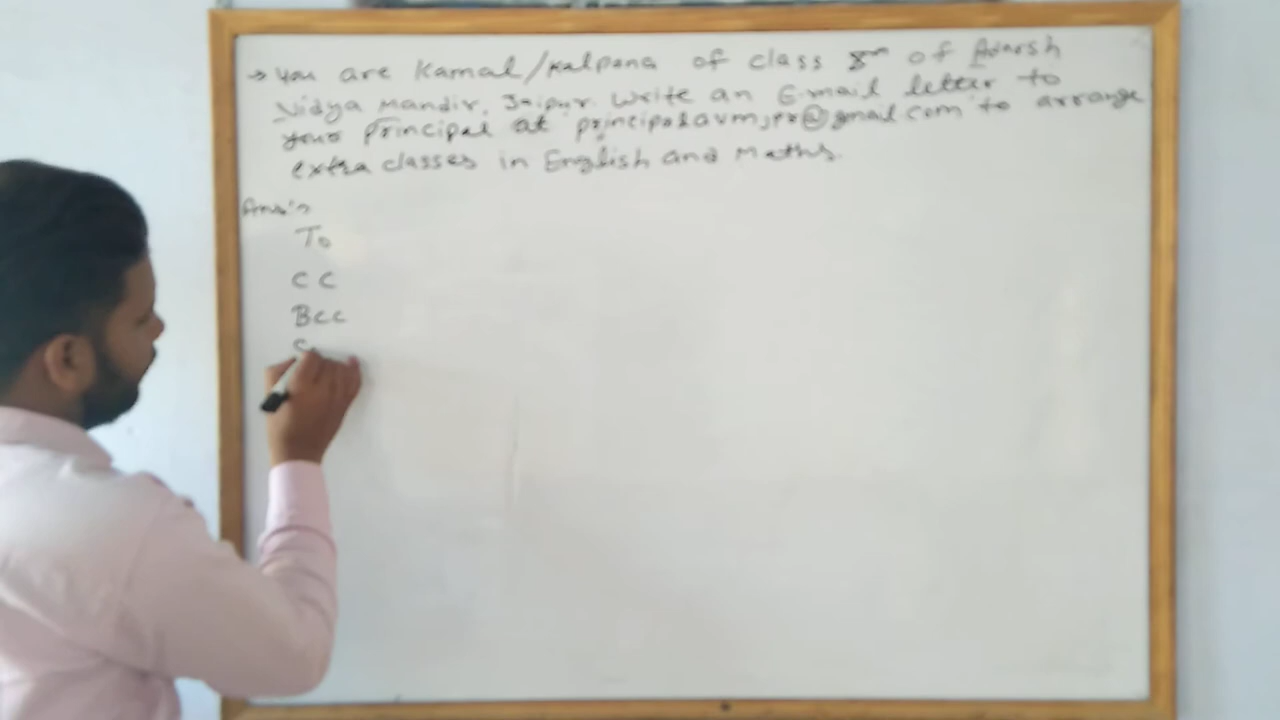 → You are Kamal/Kalpana of class 8th of Adarsh
Vidya Mandir, Jaipur. Write an E-mail letter to
your principal at principalavmjpr@gmail.com to arrange
extra classes in English and Maths.
Ans:→
To
CC
BCC
S